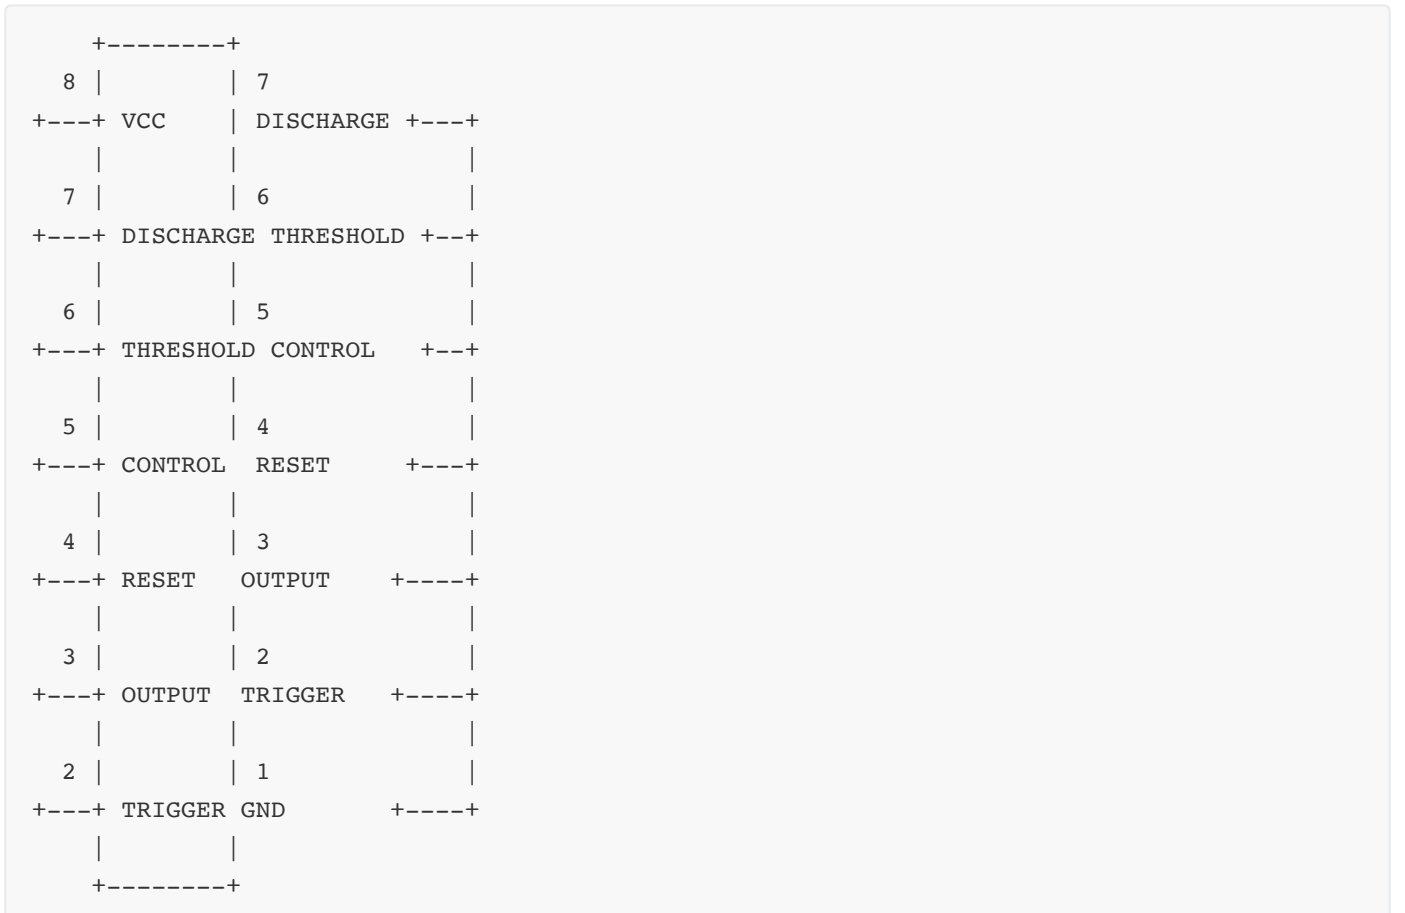 +--------+
  8 |        | 7
+---+ VCC    | DISCHARGE +---+
    |        |               |
  7 |        | 6             |
+---+ DISCHARGE THRESHOLD +--+
    |        |               |
  6 |        | 5             |
+---+ THRESHOLD CONTROL   +--+
    |        |               |
  5 |        | 4             |
+---+ CONTROL  RESET     +---+
    |        |               |
  4 |        | 3             |
+---+ RESET   OUTPUT    +----+
    |        |               |
  3 |        | 2             |
+---+ OUTPUT  TRIGGER   +----+
    |        |               |
  2 |        | 1             |
+---+ TRIGGER GND       +----+
    |        |
    +--------+